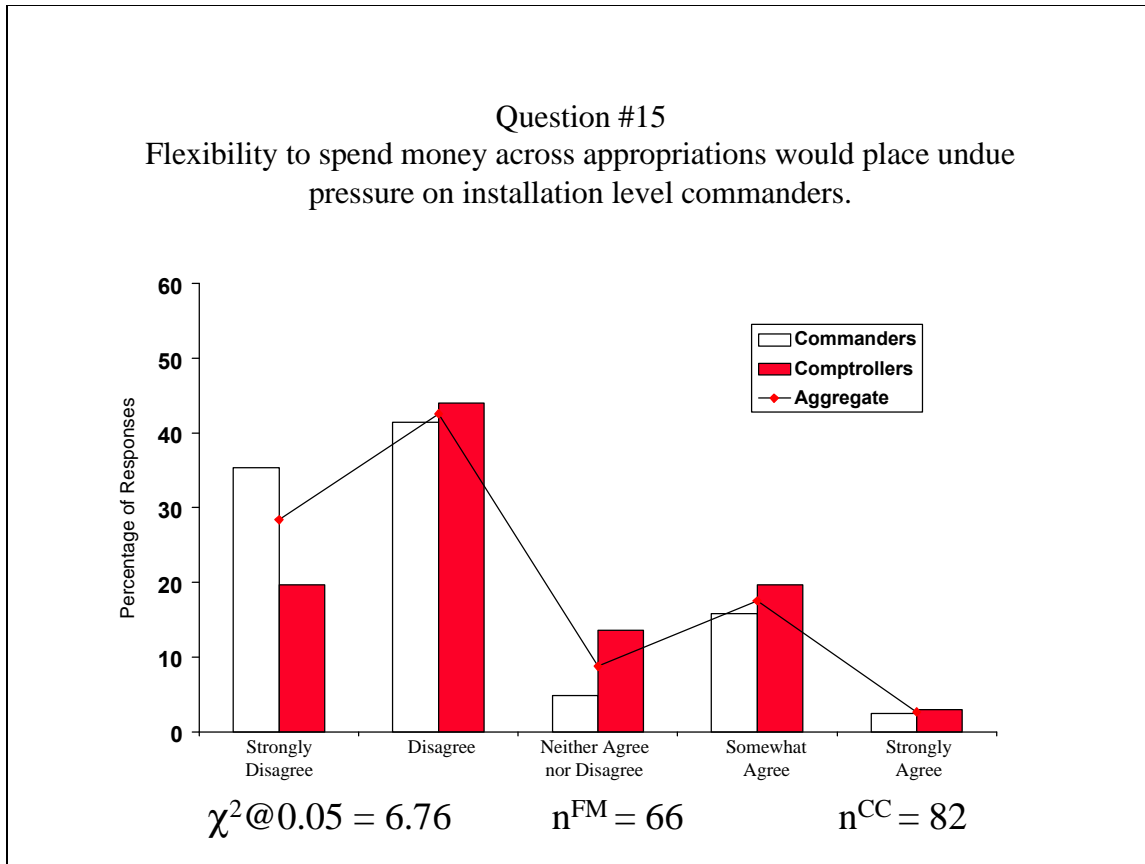 Question #15
Flexibility to spend money across appropriations would place undue
pressure on installation level commanders.
60
50
40
30
20
10
0
Percentage of Responses
Commanders
Comptrollers
Aggregate
Strongly
Disagree
Disagree
Neither Agree
nor Disagree
Somewhat
Agree
Strongly
Agree
χ²@0.05 = 6.76
n^FM = 66
n^CC = 82